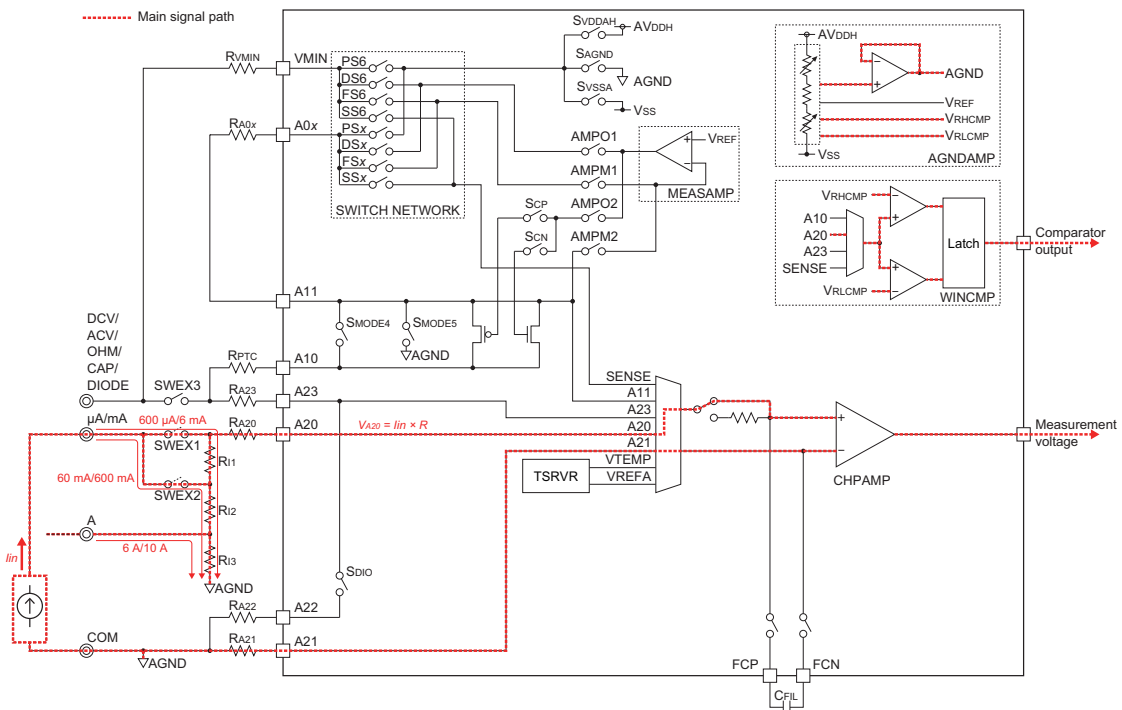 Main signal path
SVDDAH
AVDDH
SAGND
AGND
SVSSA
VSS
RVMIN
VMIN
PS6
DS6
FS6
SS6
RA0x
A0x
PSx
DSx
FSx
SSx
SWITCH NETWORK
AMPO1
AMPM1
AMPO2
AMPM2
VREF
MEASAMP
SCP
SCN
AVDDH
AGND
VREF
VRHCMP
VRLCMP
VSS
AGNDAMP
VRHCMP
A10
A20
A23
SENSE
VRLCMP
Latch
WINCMP
Comparator
output
A11
SMODE4
SMODE5
AGND
DCV/
ACV/
OHM/
CAP/
DIODE
RPTC
A10
SWEX3
RA23
A23
µA/mA
600 µA/6 mA
RA20
A20
VA20 = Iin × R
SWEX1
RI1
60 mA/600 mA
SWEX2
RI2
A
6 A/10 A
RI3
AGND
Iin
SENSE
A11
A23
A20
A21
VTEMP
VREFA
TSRVR
CHPAMP
Measurement
voltage
SDIO
RA22
A22
COM
RA21
A21
AGND
FCP
FCN
CFIL